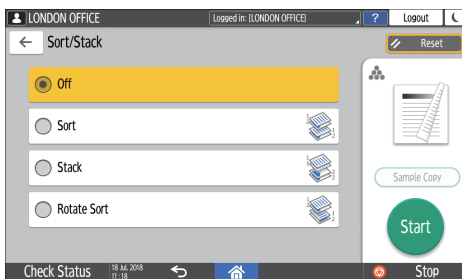 LONDON OFFICE Logged in: [LONDON OFFICE] ? Logout
Sort/Stack Reset
Off
Sort
Stack
Sample Copy
Rotate Sort
Start
Check Status 18 Jul, 2018 Stop
11:18